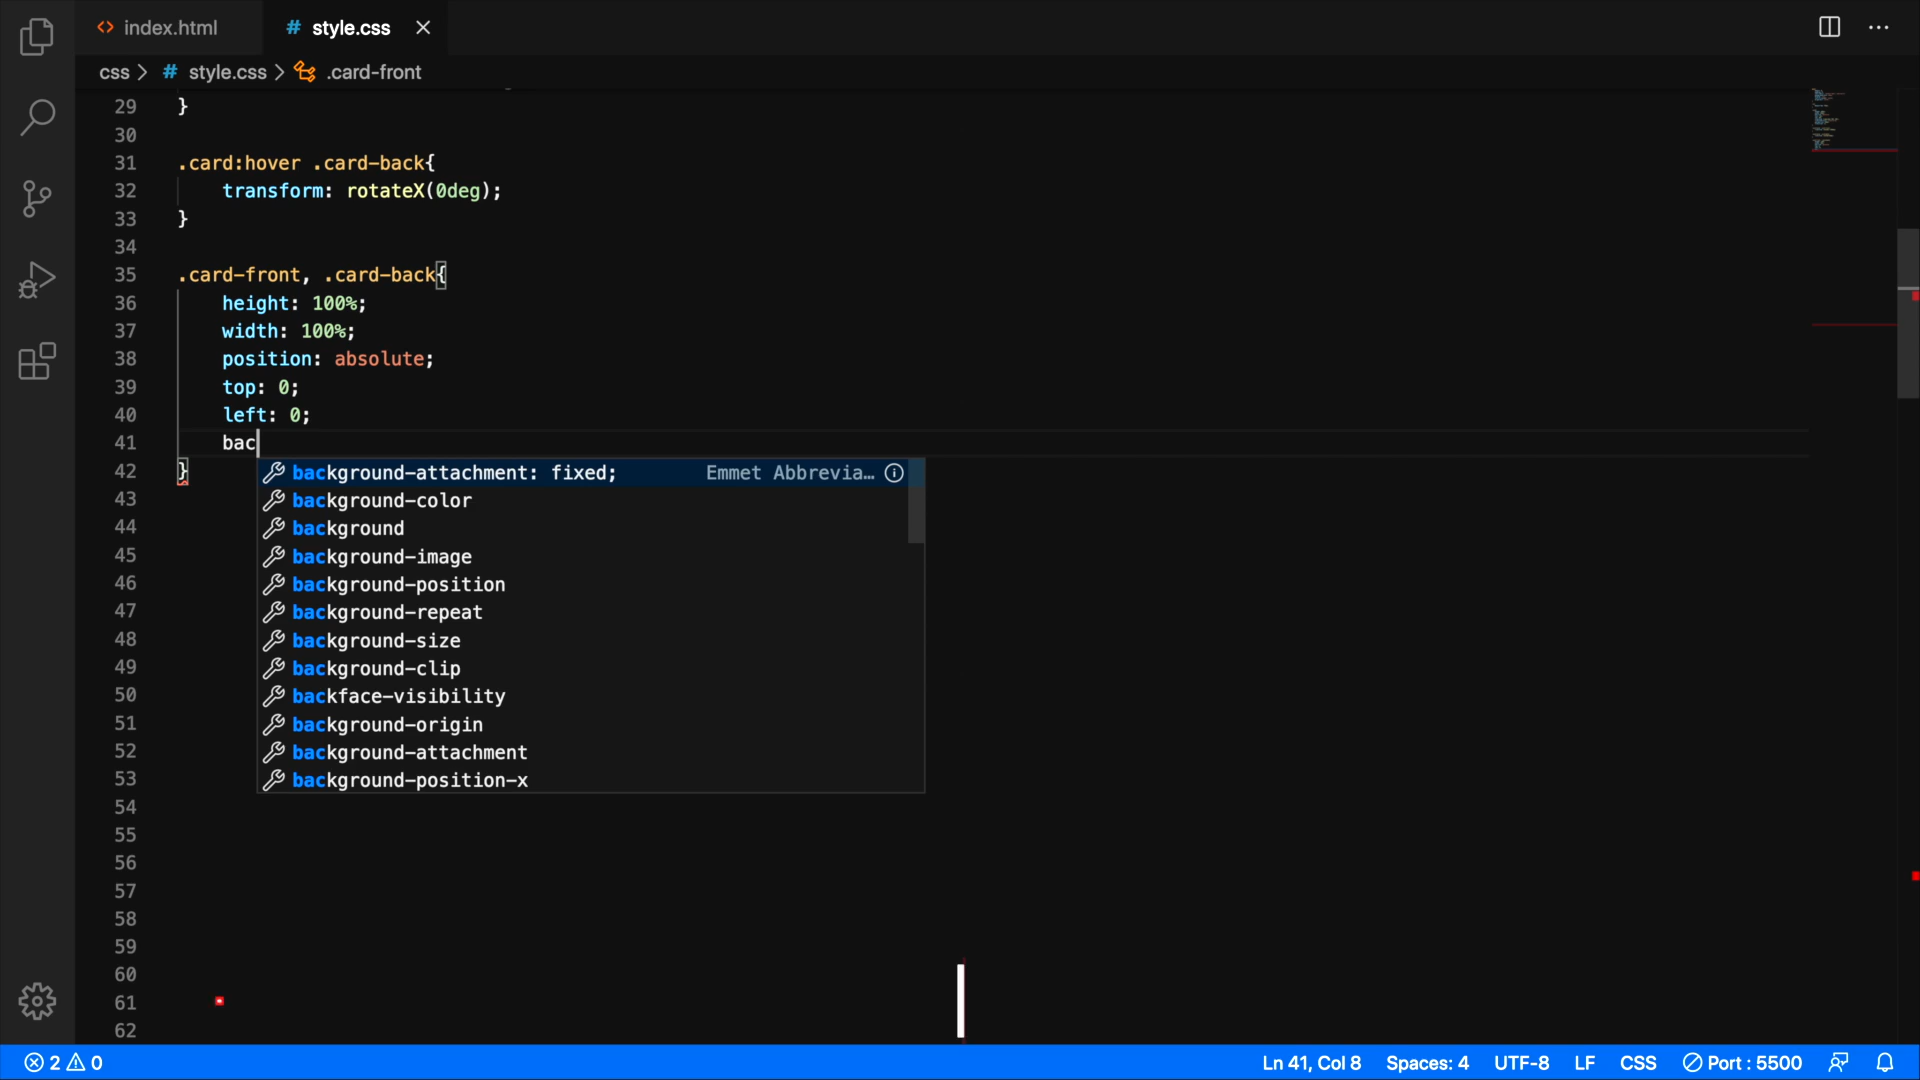 index.html
style.css
css > style.css > .card-front
29 }
30
31 .card:hover .card-back{
32 transform: rotateX(0deg);
33 }
34
35 .card-front, .card-back{
36 height: 100%;
37 width: 100%;
38 position: absolute;
39 top: 0;
40 left: 0;
41 bac
42 }
background-attachment: fixed; Emmet Abbrevia…
43 background-color
44 background
45 background-image
46 background-position
47 background-repeat
48 background-size
49 background-clip
50 backface-visibility
51 background-origin
52 background-attachment
53 background-position-x
54
55
56
57
58
59
60
61
62
2 0 Ln 41, Col 8 Spaces: 4 UTF-8 LF CSS Port : 5500